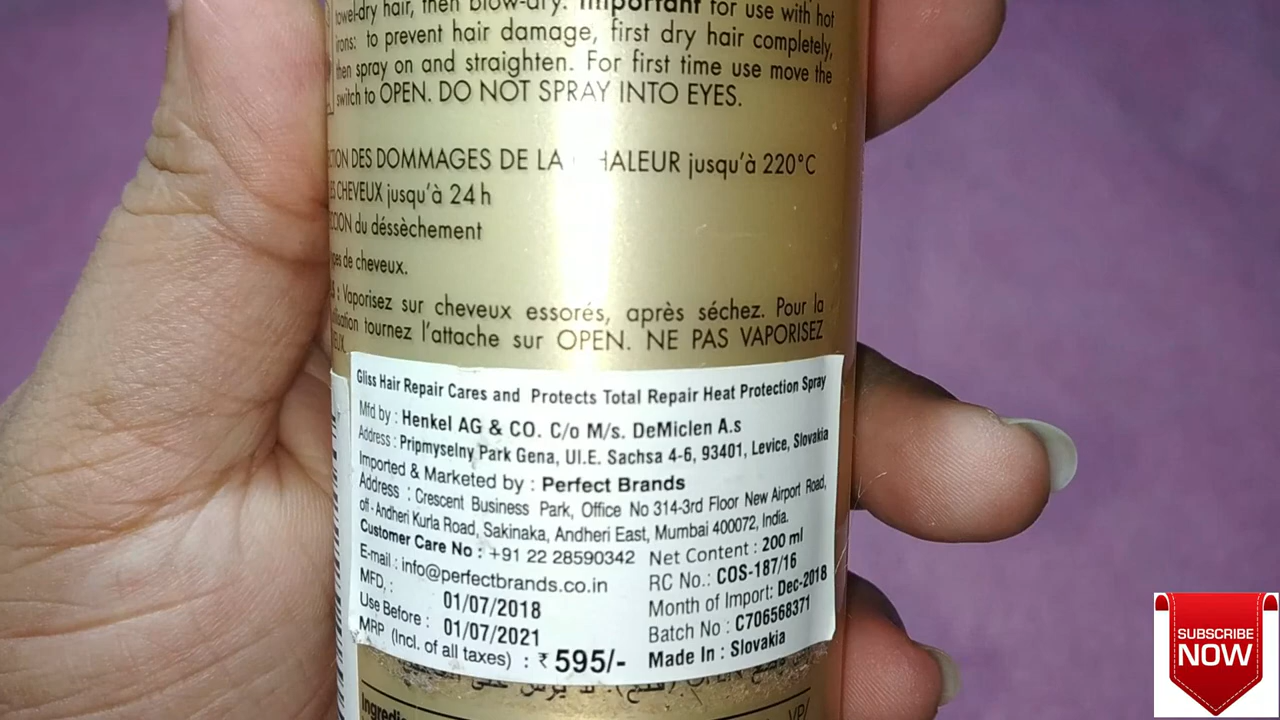 towel-dry hair, then blow-dry. Important for use with hot
irons: to prevent hair damage, first dry hair completely,
then spray on and straighten. For first time use move the
switch to OPEN. DO NOT SPRAY INTO EYES.
DES DOMMAGES DE LA HALEUR jusqu'à 220°C
CHEVEUX jusqu'à 24 h
du déssèchement
de cheveux.
: Vaporisez sur cheveux essorés, après séchez. Pour la
tournez l'attache sur OPEN. NE PAS VAPORISEZ
Gliss Hair Repair Cares and Protects Total Repair Heat Protection Spray
Mfd by : Henkel AG & CO. C/o M/s. DeMiclen A.s
Address : Pripmyselny Park Gena, Ul.E. Sachsa 4-6, 93401, Levice, Slovakia
Imported & Marketed by : Perfect Brands
Address : Crescent Business Park, Office No 314-3rd Floor New Airport Road,
off-Andheri Kurla Road, Sakinaka, Andheri East, Mumbai 400072, India.
Customer Care No : +91 22 28590342
E-mail : info@perfectbrands.co.in
MFD, : 01/07/2018
Use Before : 01/07/2021
MRP (Incl. of all taxes) : ₹ 595/-
Net Content : 200 ml
RC No.: COS-187/16
Month of Import: Dec-2018
Batch No : C706568371
Made In : Slovakia
VP/
SUBSCRIBE
NOW